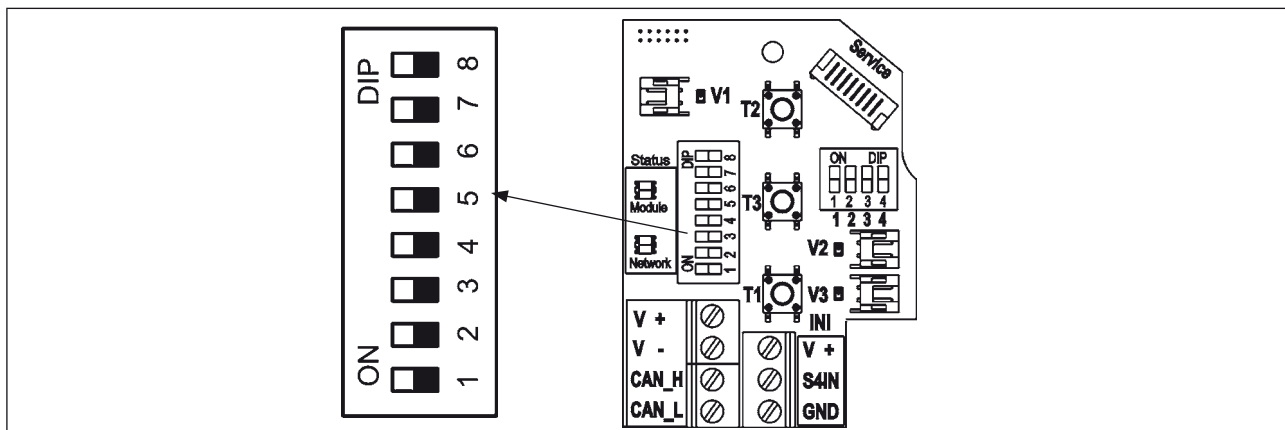 DIP
8
7
6
5
4
3
2
1
ON
Service
V1
T2
Status
DIP
8
7
6
5
4
3
2
1
ON
Module
Network
T3
ON DIP
1 2 3 4
1 2 3 4
V2
T1
V3
INI
V +
V -
CAN_H
CAN_L
V +
S4IN
GND